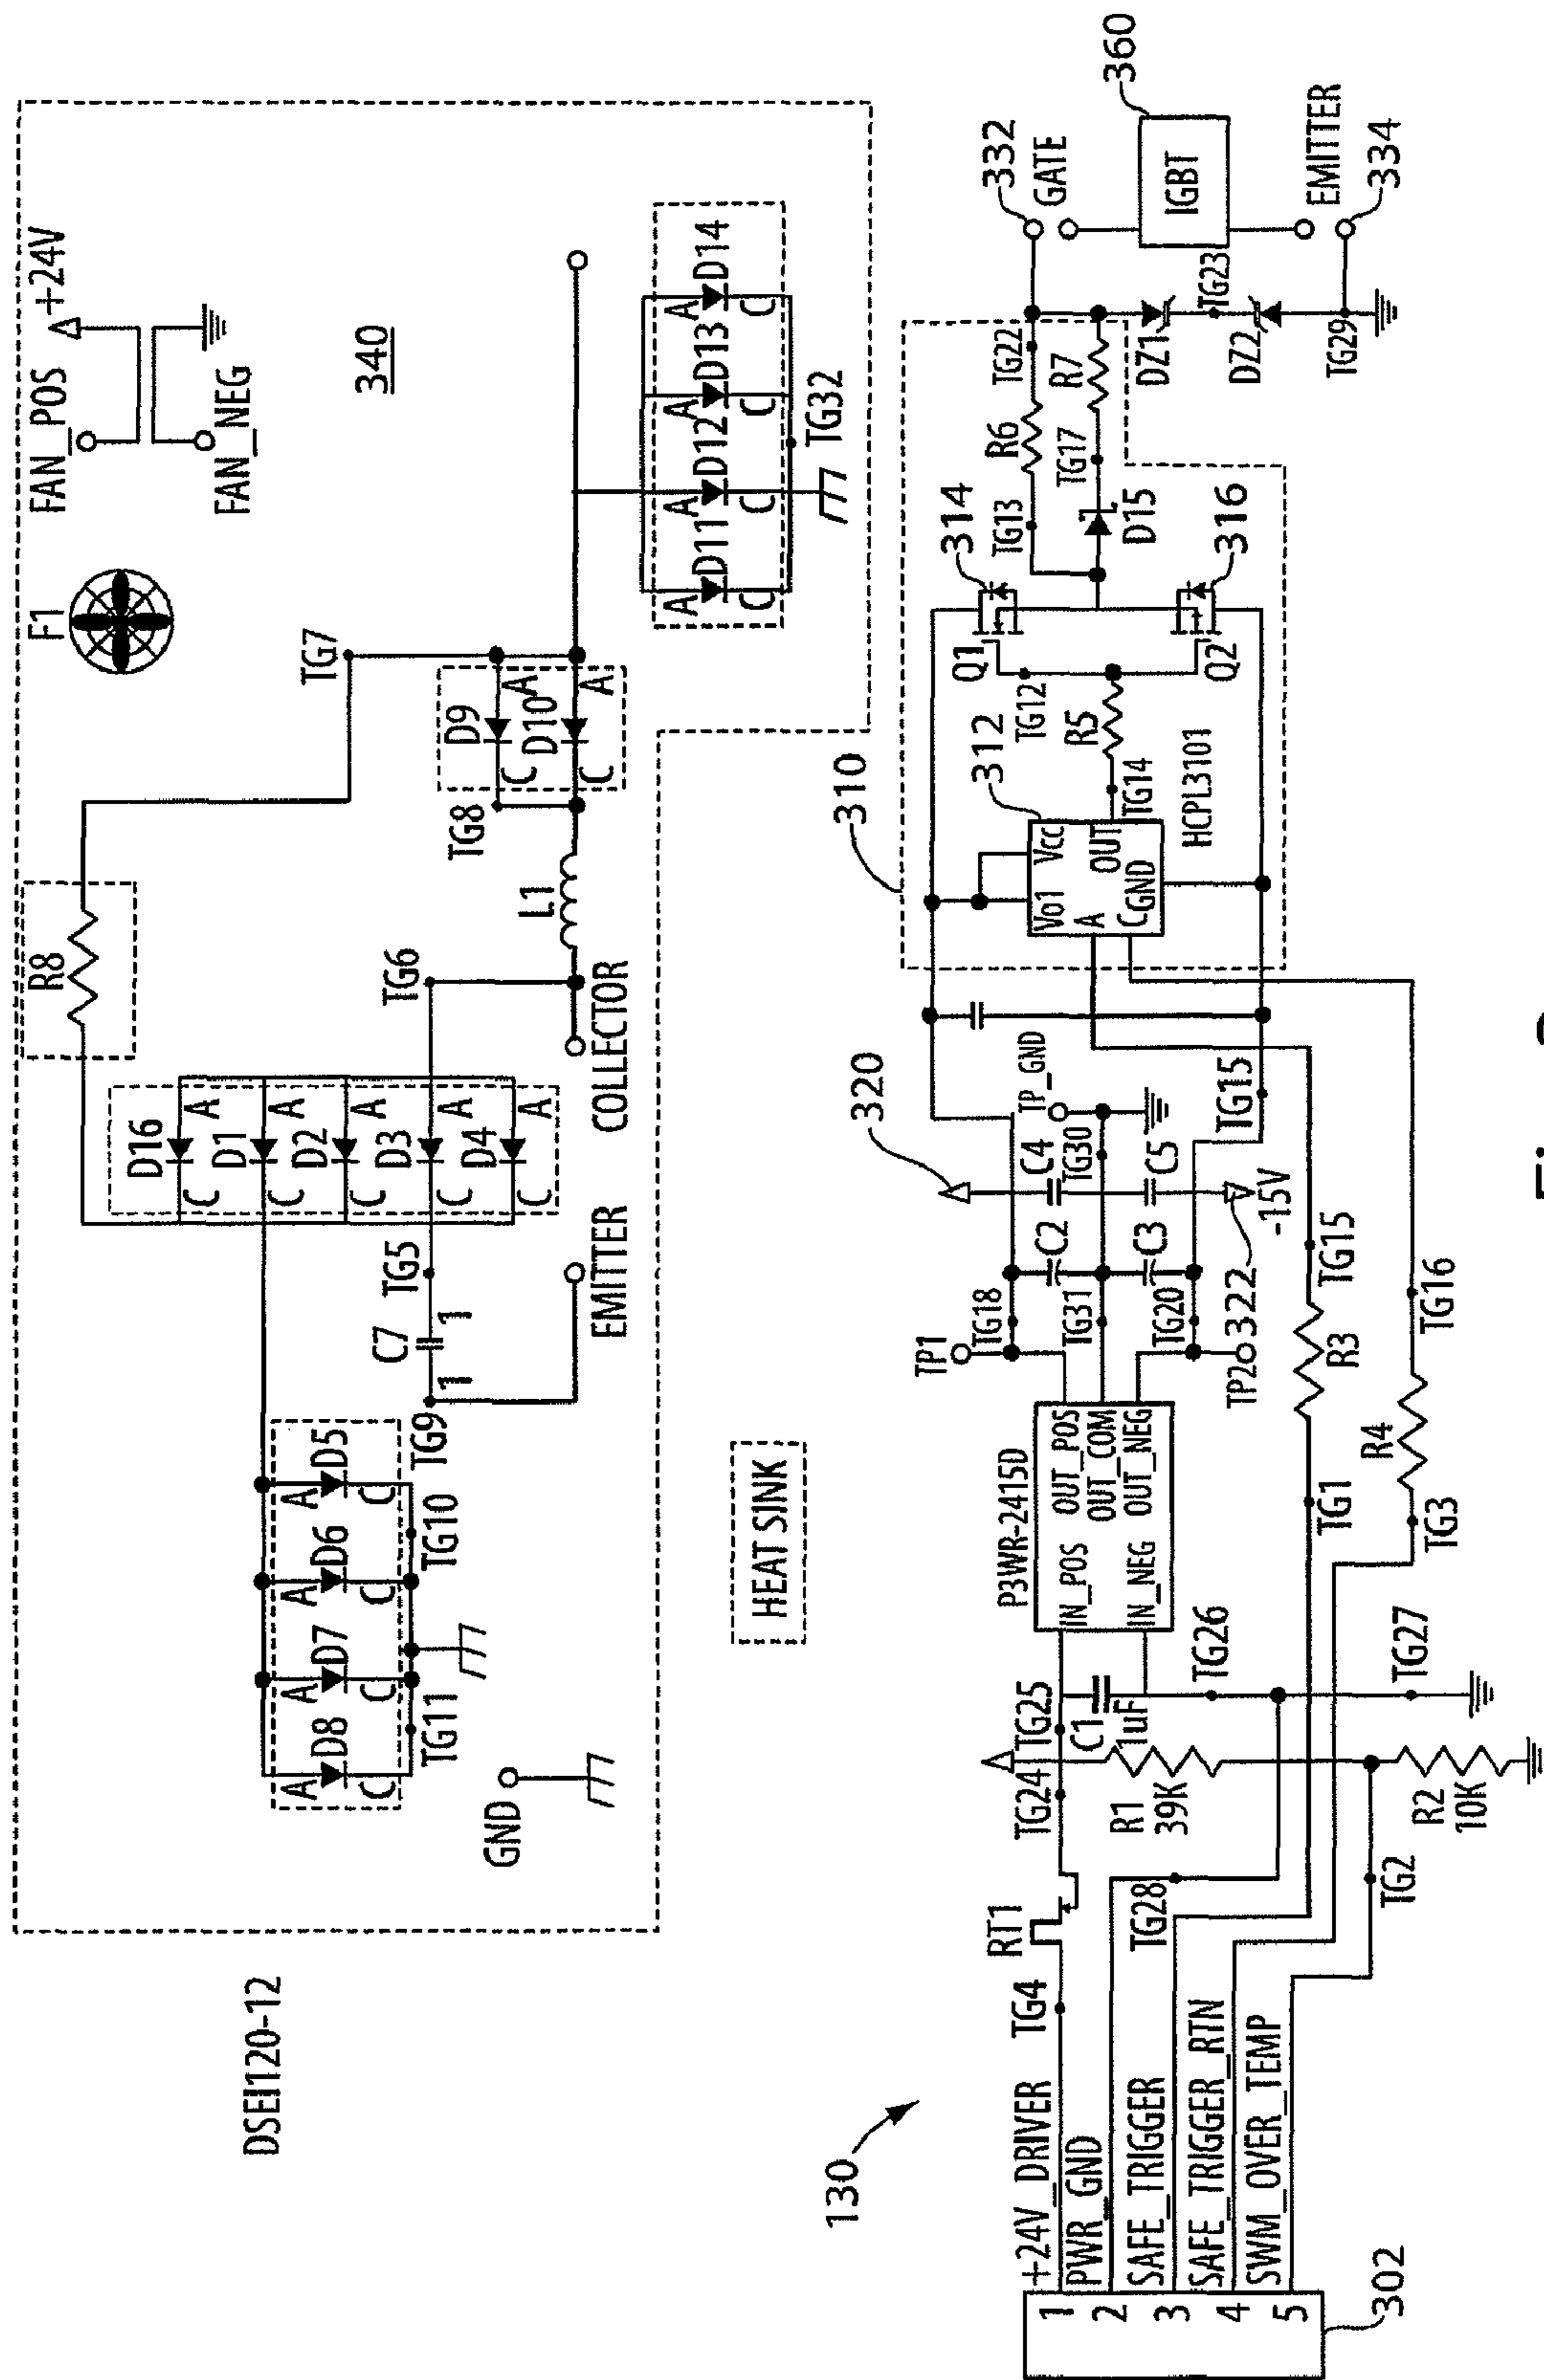 F1
FAN_POS
+24V
FAN_NEG
340
R8
TG7
D16
C
A
D1
C
A
D2
C
A
D3
C
A
D4
C
A
TG6
TG5
C7
1
1
TG9
EMITTER
COLLECTOR
L1
TG8
D9
A
D10
A
C
C
A
D8
C
A
D7
C
A
D6
C
A
D5
C
TG11
TG10
GND
A
D11
C
A
D12
C
A
D13
C
A
D14
C
TG32
DSEI120-12
HEAT SINK
130
302
1
2
3
4
5
+24V_DRIVER
PWR_GND
SAFE_TRIGGER
SAFE_TRIGGER_RTN
SWM_OVER_TEMP
TG4
RT1
TG28
TG2
TG24
TG25
R1
39K
R2
10K
C1
1uF
TG26
TG27
P3WR-2415D
IN_POS
OUT_POS
OUT_COM
IN_NEG
OUT_NEG
TP1
TG18
TG31
TG20
TP2
322
-15V
C2
C3
C4
C5
TG30
TP_GND
320
TG1
R3
TG15
TG3
R4
TG16
TG15
310
312
Vo1
Vcc
A
OUT
C
GND
HCPL3101
TG14
R5
TG12
Q1
Q2
314
316
TG13
R6
TG22
D15
TG17
R7
DZ1
TG23
DZ2
TG29
332
GATE
IGBT
360
EMITTER
334